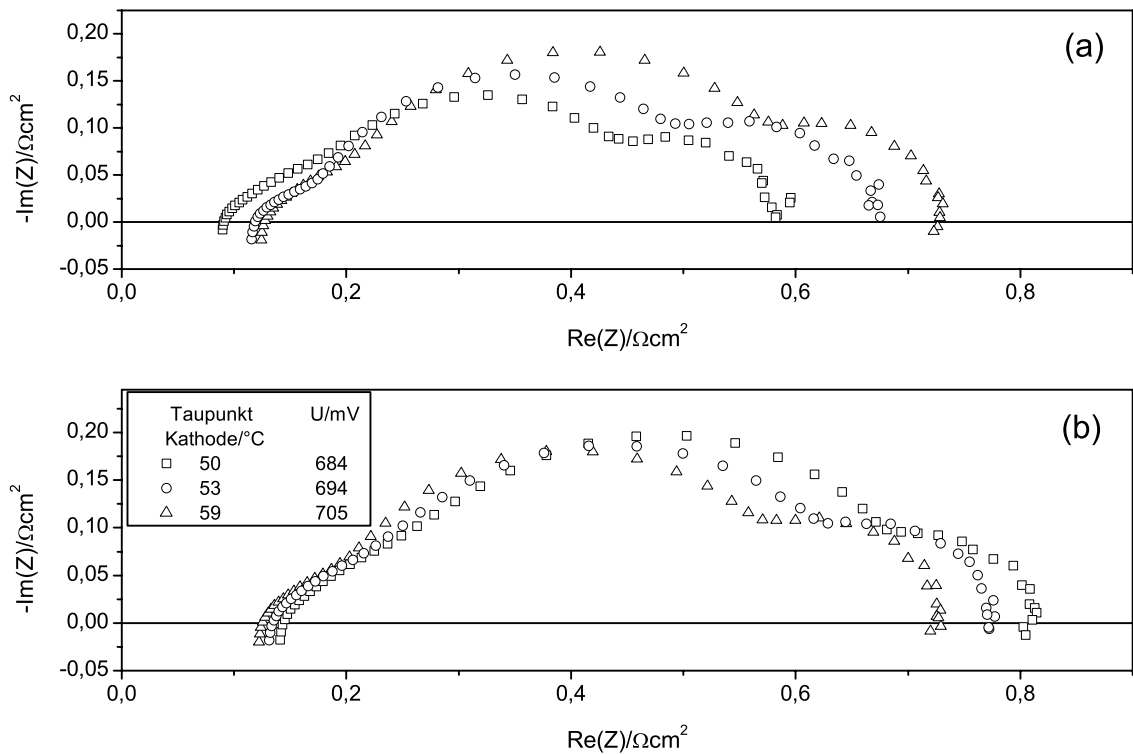 (a)
-Im(Z)/Ωcm²
0,20
0,15
0,10
0,05
0,00
-0,05
0,0 0,2 0,4 0,6 0,8
Re(Z)/Ωcm²
(b)
-Im(Z)/Ωcm²
0,20
0,15
0,10
0,05
0,00
-0,05
Taupunkt U/mV
Kathode/°C
50 684
53 694
59 705
0,0 0,2 0,4 0,6 0,8
Re(Z)/Ωcm²